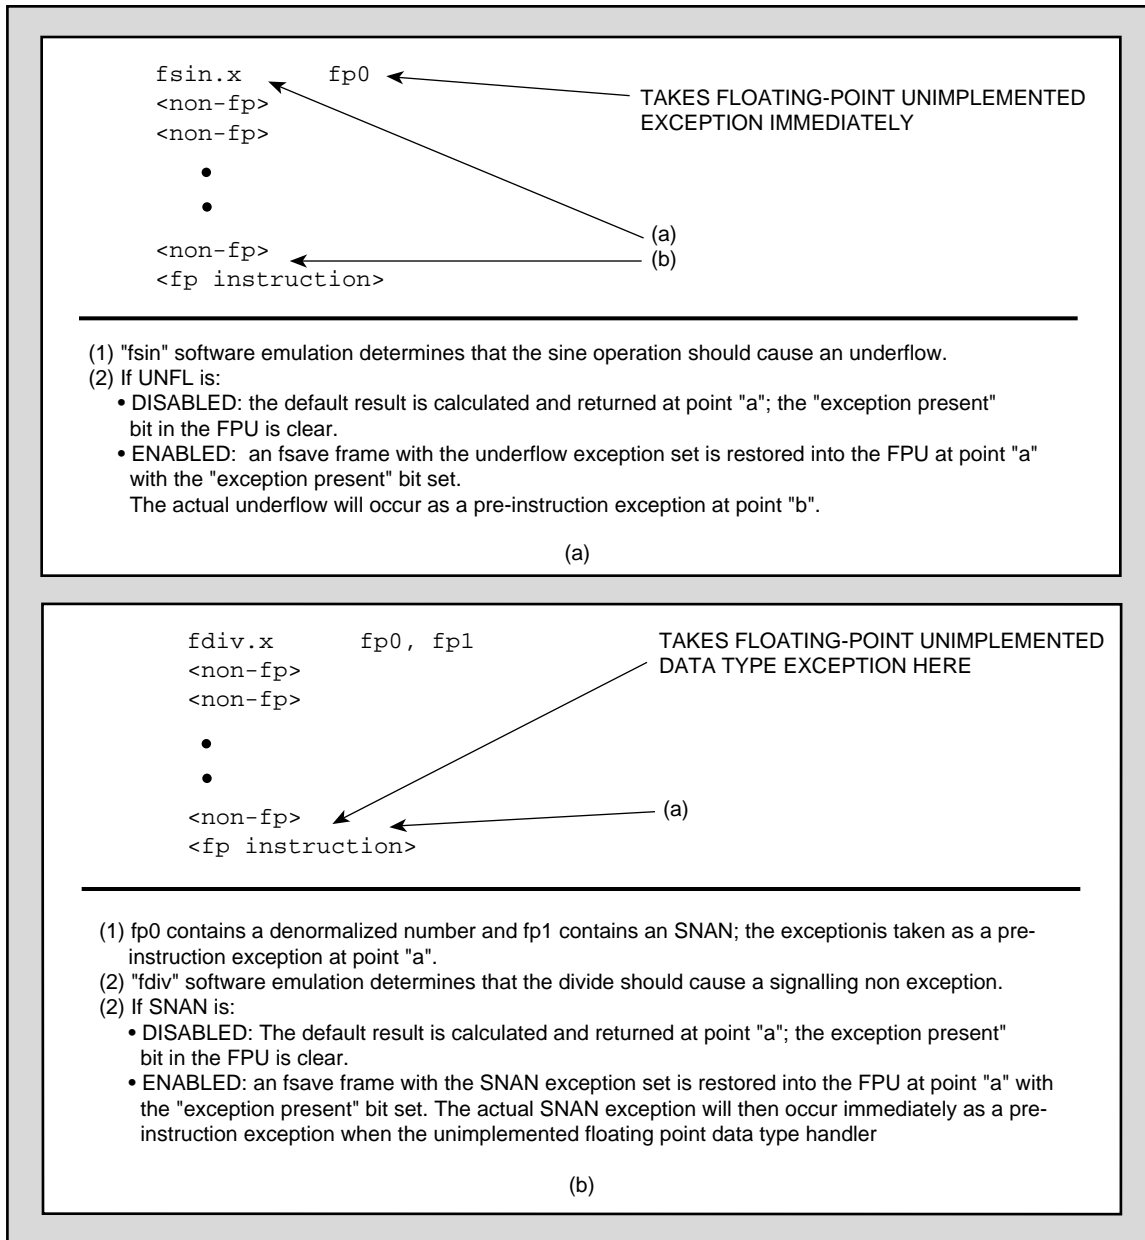 fsin.x fp0
<non-fp>
<non-fp>
TAKES FLOATING-POINT UNIMPLEMENTED
EXCEPTION IMMEDIATELY
(a)
<non-fp>
(b)
<fp instruction>
(1) "fsin" software emulation determines that the sine operation should cause an underflow.
(2) If UNFL is:
• DISABLED: the default result is calculated and returned at point "a"; the "exception present"
bit in the FPU is clear.
• ENABLED: an fsave frame with the underflow exception set is restored into the FPU at point "a"
with the "exception present" bit set.
The actual underflow will occur as a pre-instruction exception at point "b".
(a)
fdiv.x fp0, fp1
<non-fp>
<non-fp>
TAKES FLOATING-POINT UNIMPLEMENTED
DATA TYPE EXCEPTION HERE
<non-fp>
(a)
<fp instruction>
(1) fp0 contains a denormalized number and fp1 contains an SNAN; the exceptionis taken as a pre-
instruction exception at point "a".
(2) "fdiv" software emulation determines that the divide should cause a signalling non exception.
(2) If SNAN is:
• DISABLED: The default result is calculated and returned at point "a"; the exception present"
bit in the FPU is clear.
• ENABLED: an fsave frame with the SNAN exception set is restored into the FPU at point "a" with
the "exception present" bit set. The actual SNAN exception will then occur immediately as a pre-
instruction exception when the unimplemented floating point data type handler
(b)